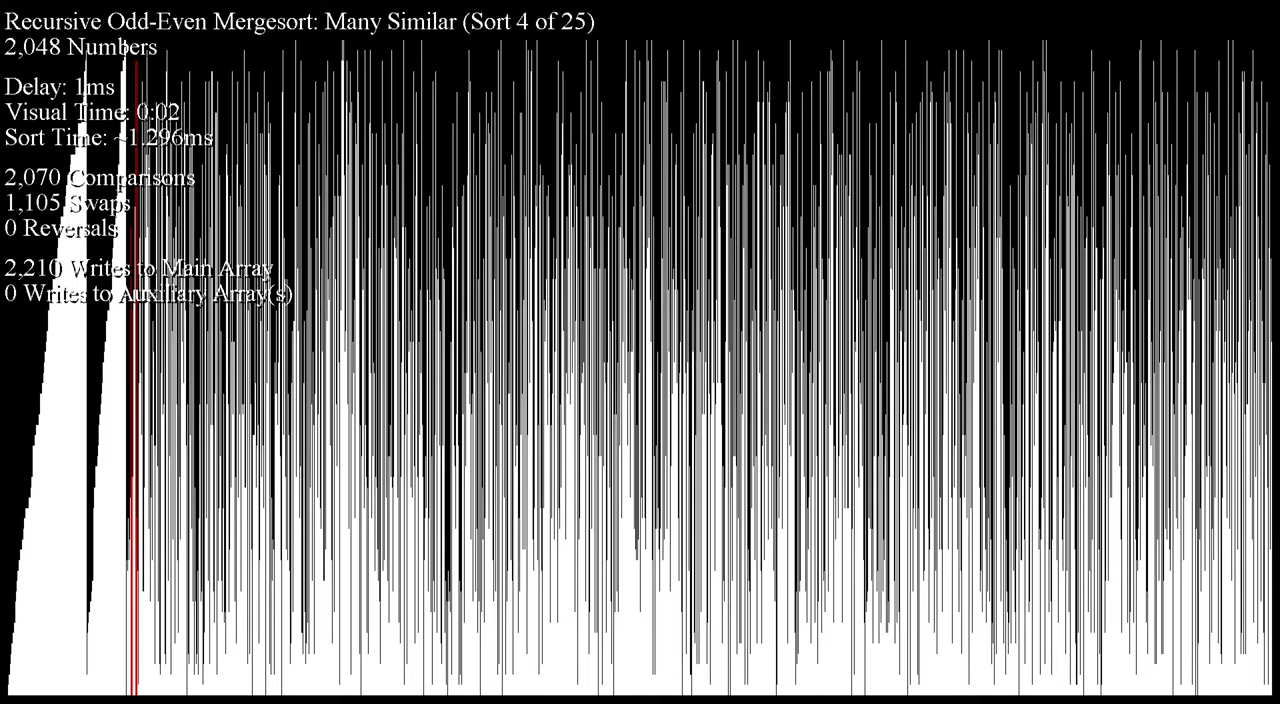 Recursive Odd-Even Mergesort: Many Similar (Sort 4 of 25)
2,048 Numbers
Delay: 1ms
Visual Time: 0:02
Sort Time: ~1.296ms
2,070 Comparisons
1,105 Swaps
0 Reversals
2,210 Writes to Main Array
0 Writes to Auxiliary Array(s)